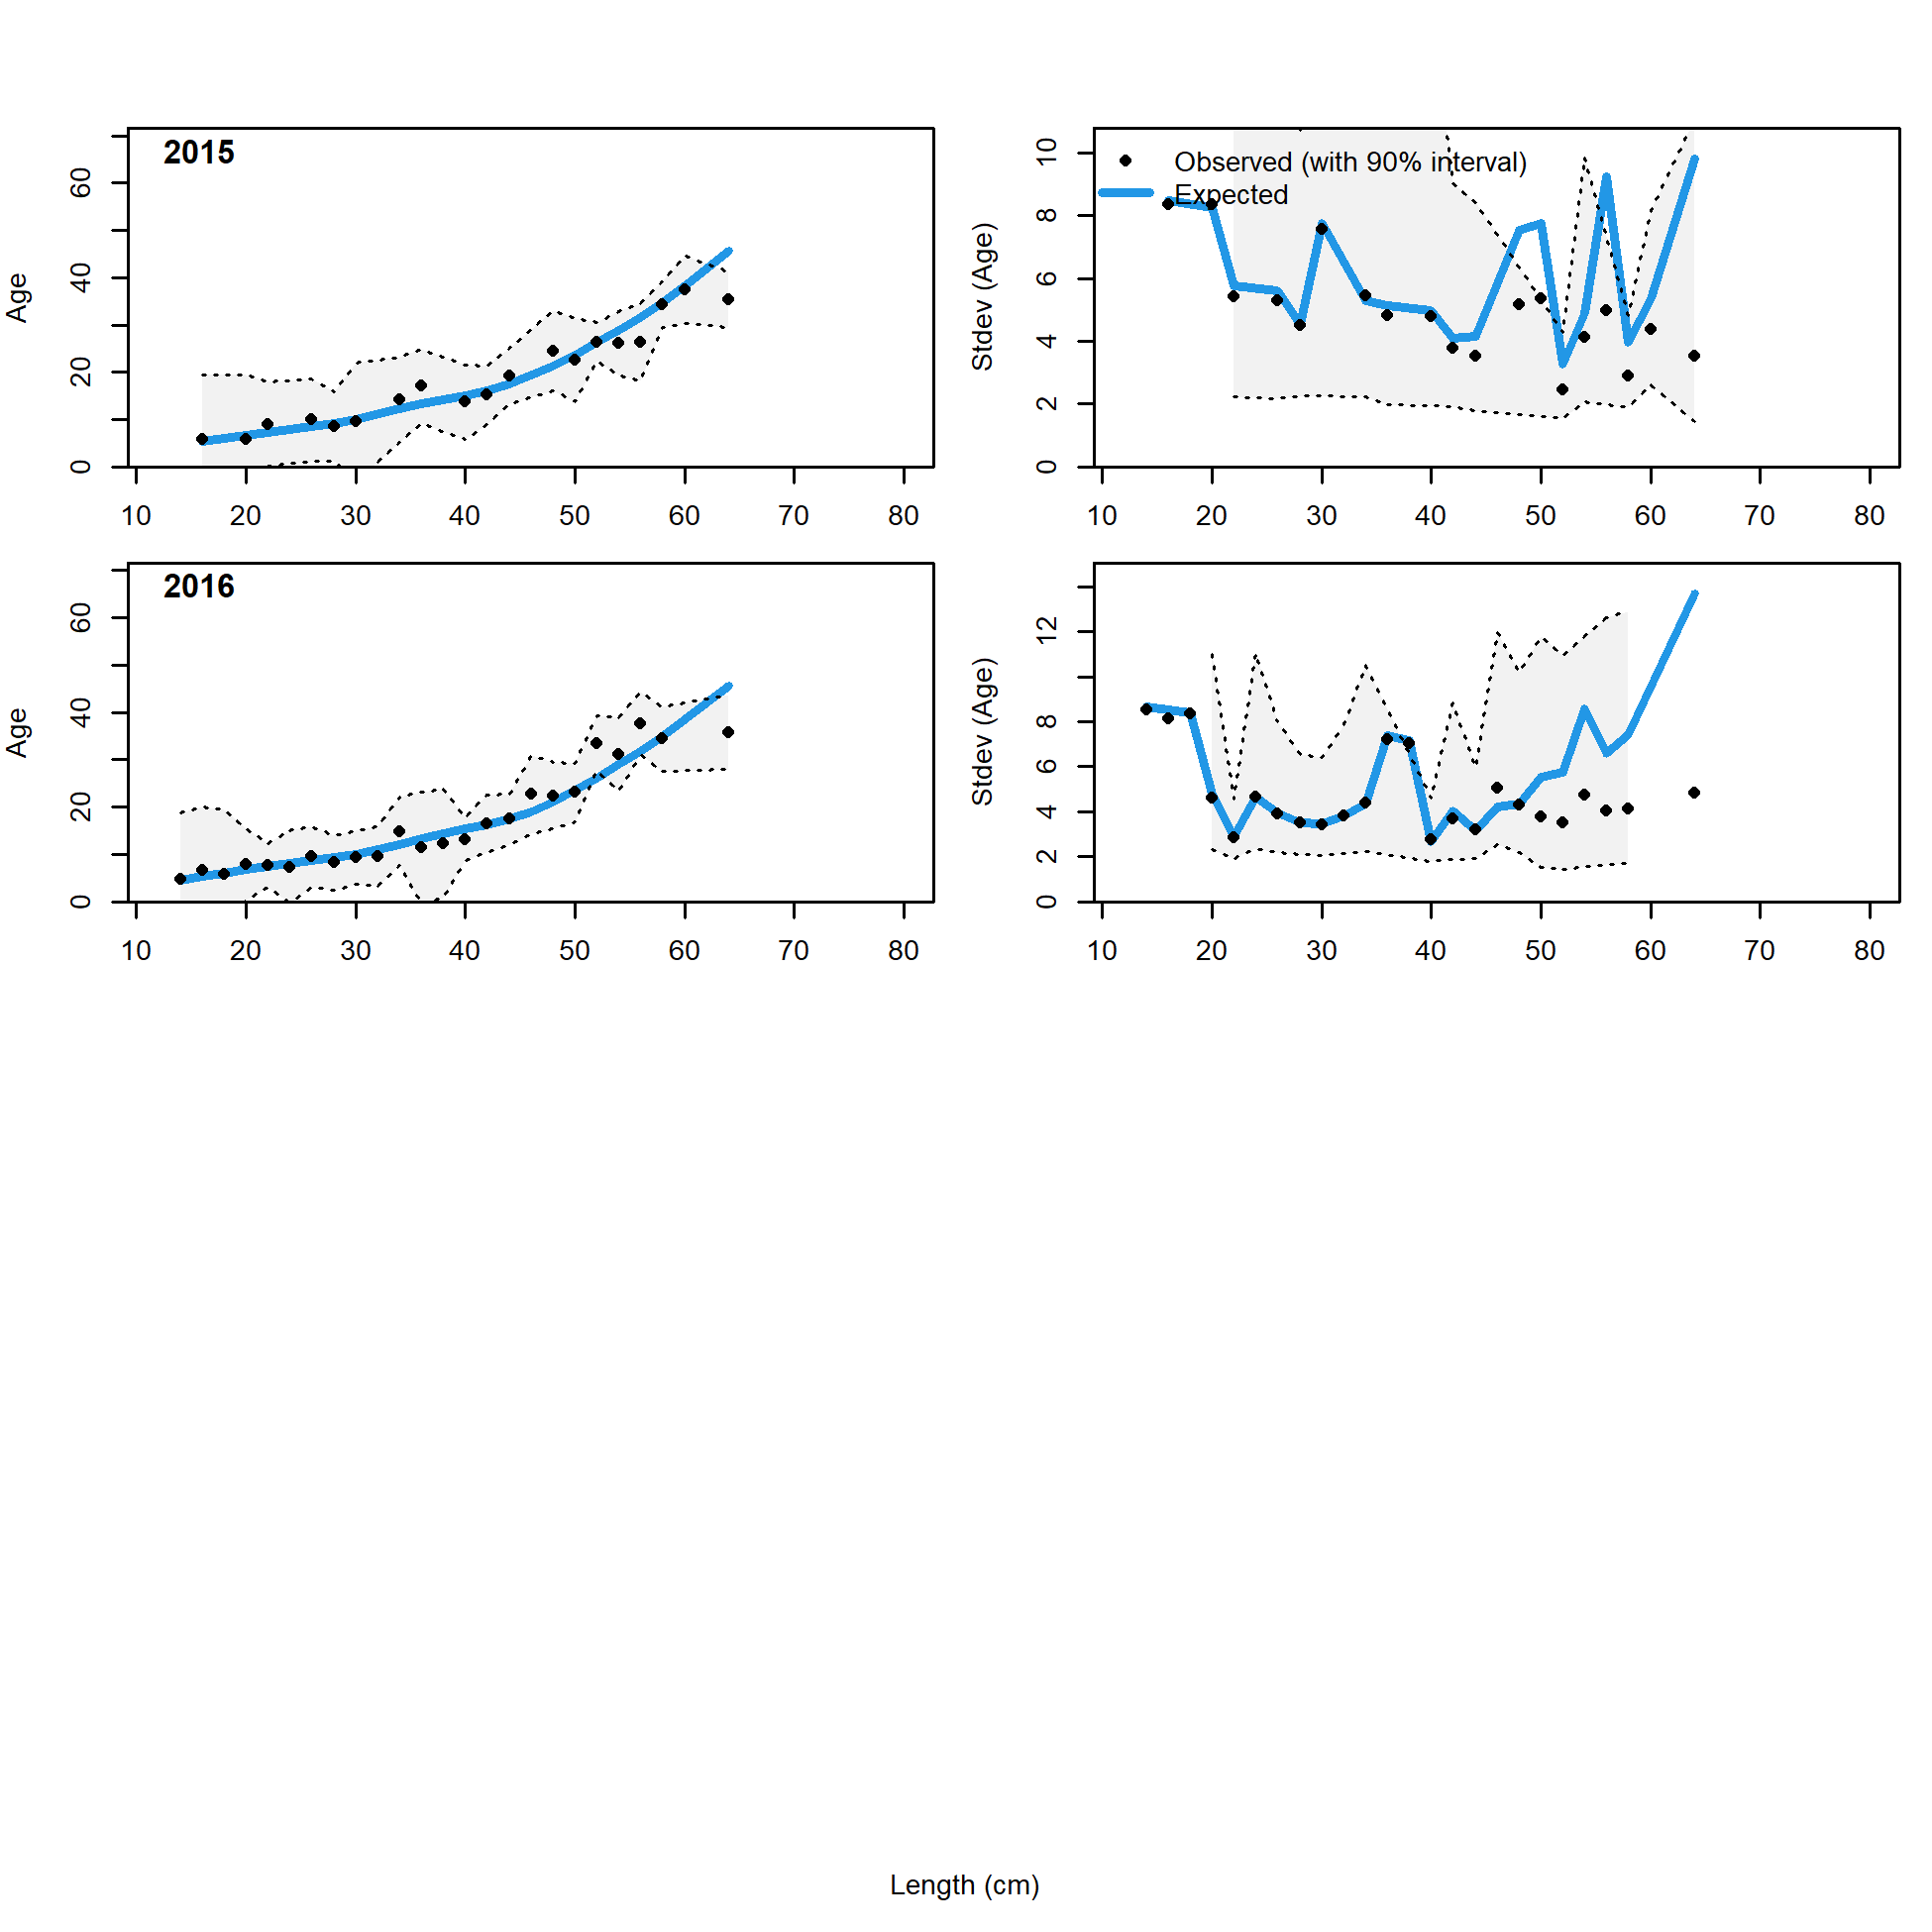 2015
Age
0 20 40 60
10 20 30 40 50 60 70 80
Observed (with 90% interval)
Expected
Stdev (Age)
0 2 4 6 8 10
10 20 30 40 50 60 70 80
2016
Age
0 20 40 60
10 20 30 40 50 60 70 80
Stdev (Age)
0 2 4 6 8 12
10 20 30 40 50 60 70 80
Length (cm)